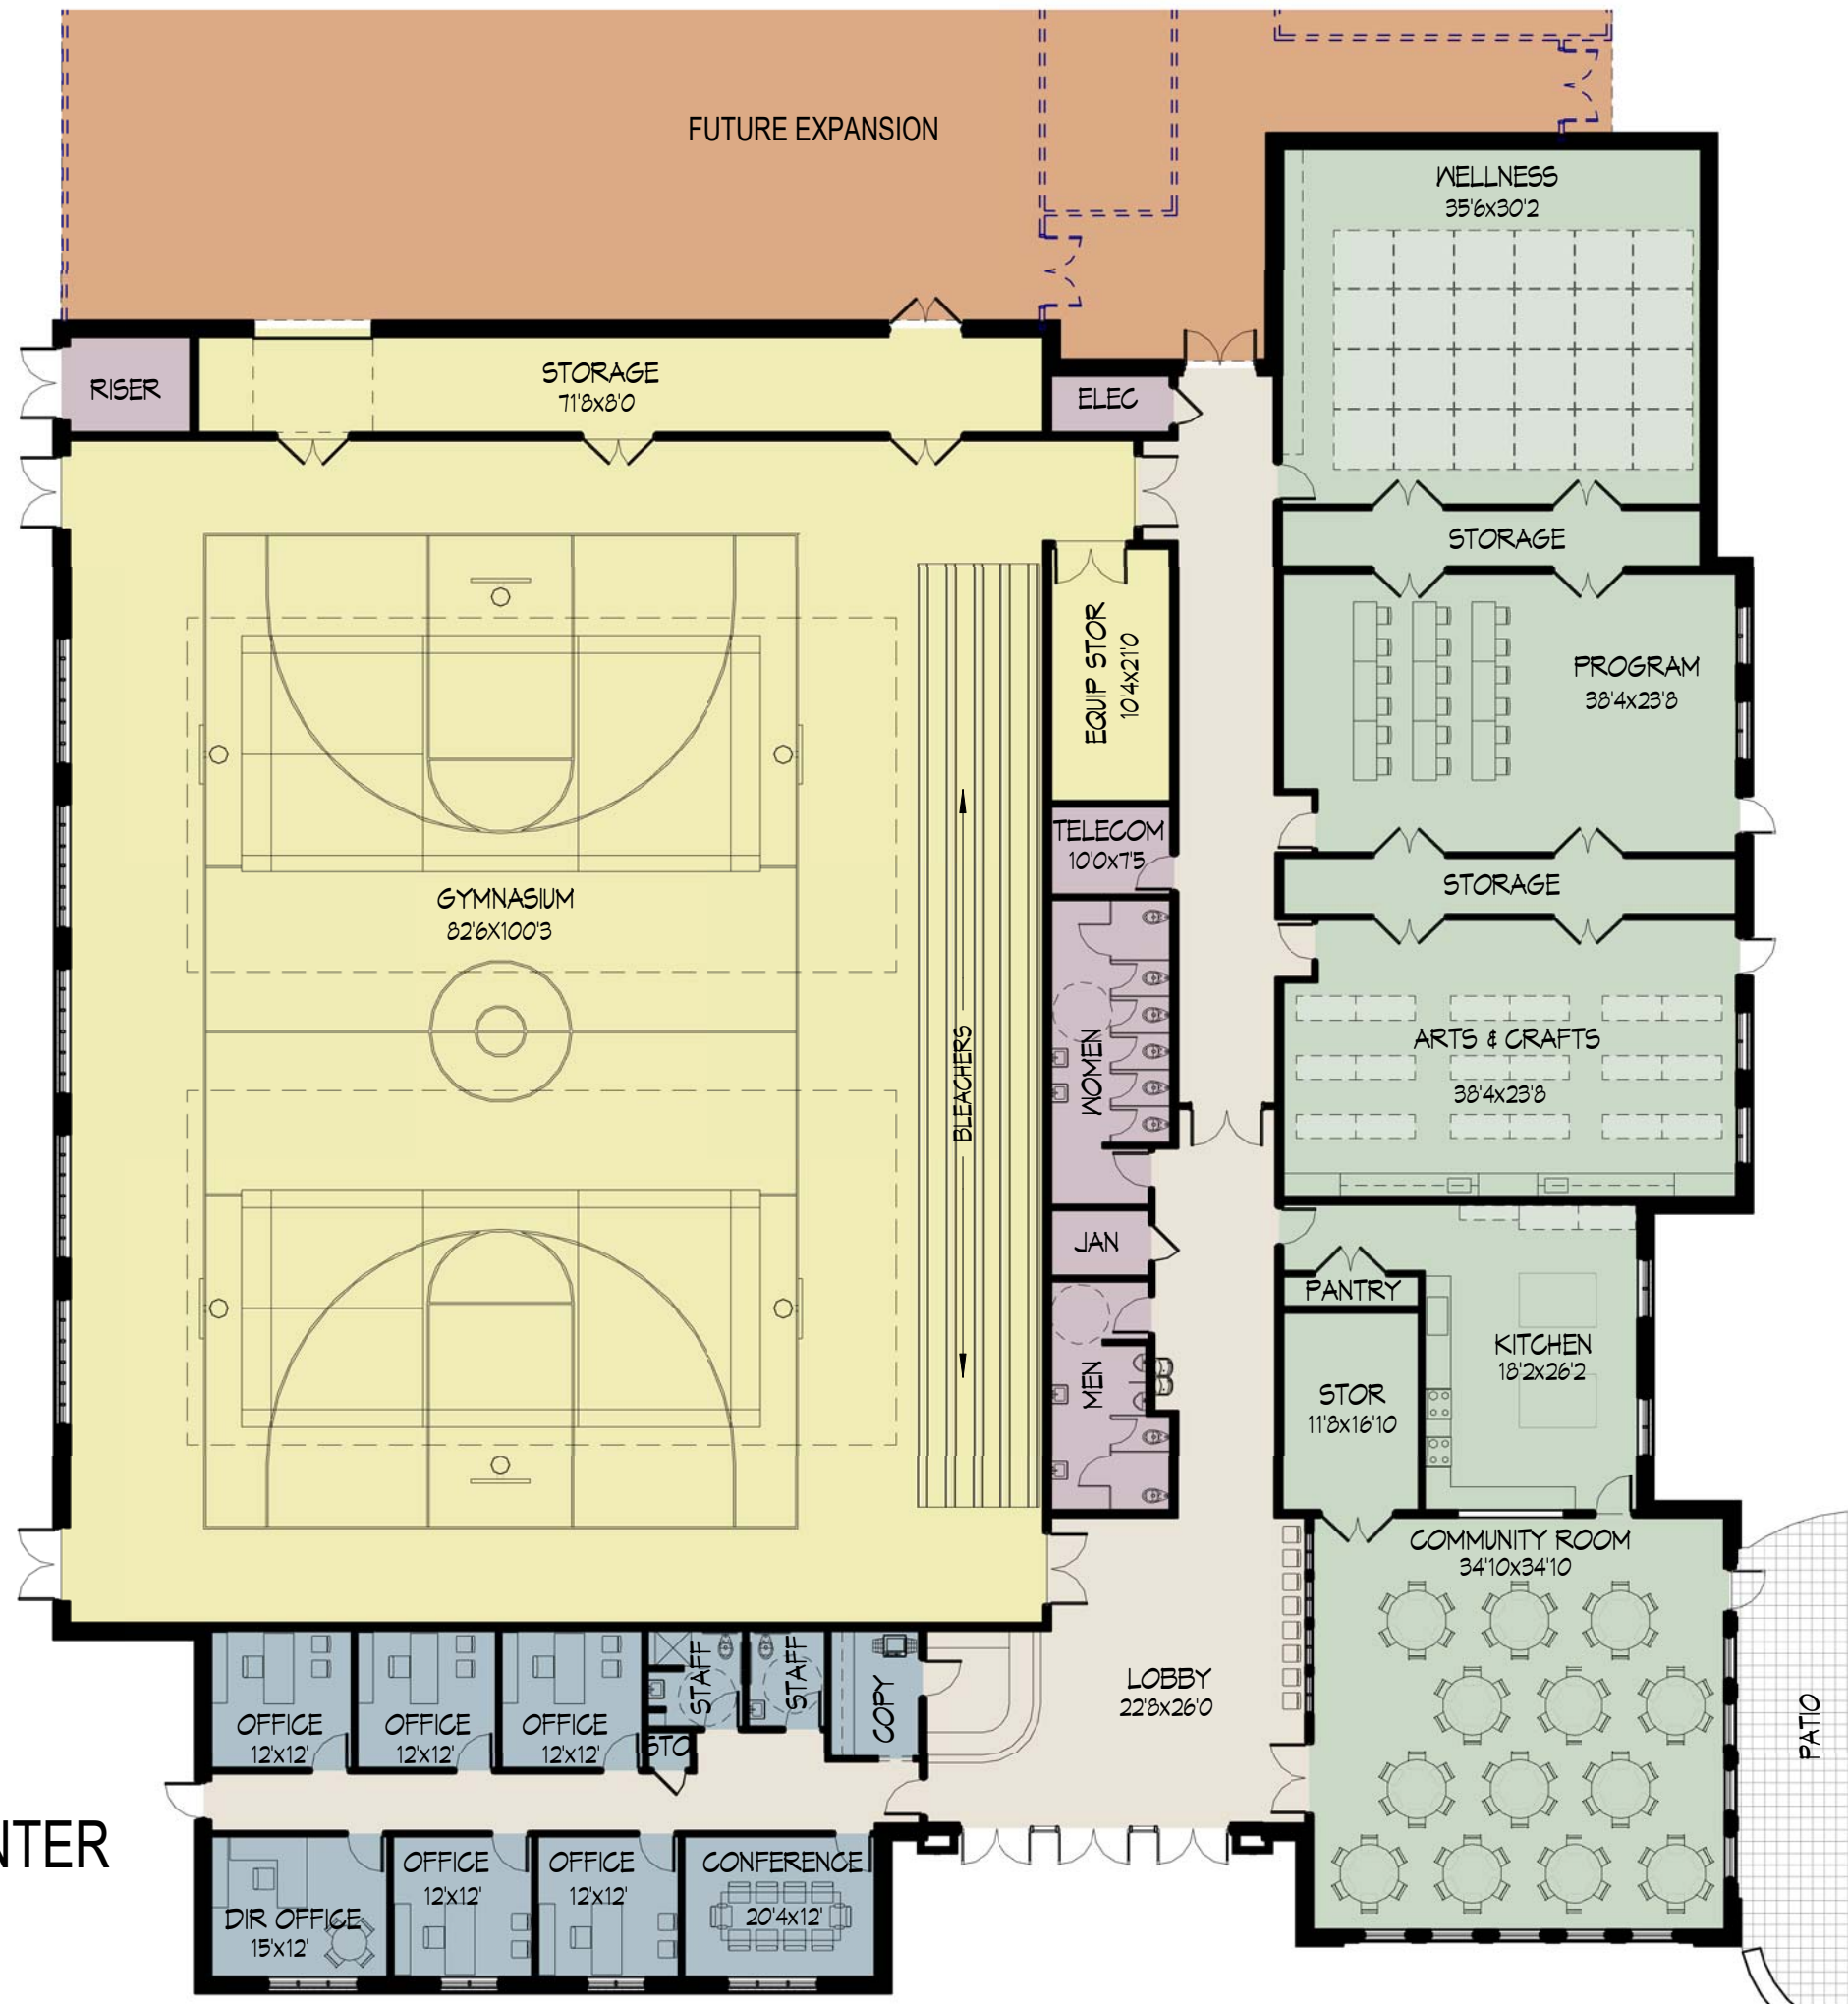 FUTURE EXPANSION
WELLNESS
35'6x30'2
RISER
STORAGE
71'8x8'0
ELEC
STORAGE
EQUIP STOR
10'4x21'0
PROGRAM
38'4x23'8
TELECOM
10'0x7'5
GYMNASIUM
82'6X100'3
STORAGE
BLEACHERS
WOMEN
ARTS & CRAFTS
38'4x23'8
JAN
PANTRY
MEN
KITCHEN
18'2x26'2
STOR
11'8x16'10
COMMUNITY ROOM
34'10x34'10
LOBBY
22'8x26'0
PATIO
OFFICE
12'x12'
OFFICE
12'x12'
OFFICE
12'x12'
STAFF
STAFF
COPY
STO
NTER
DIR OFFICE
15'x12'
OFFICE
12'x12'
OFFICE
12'x12'
CONFERENCE
20'4x12'